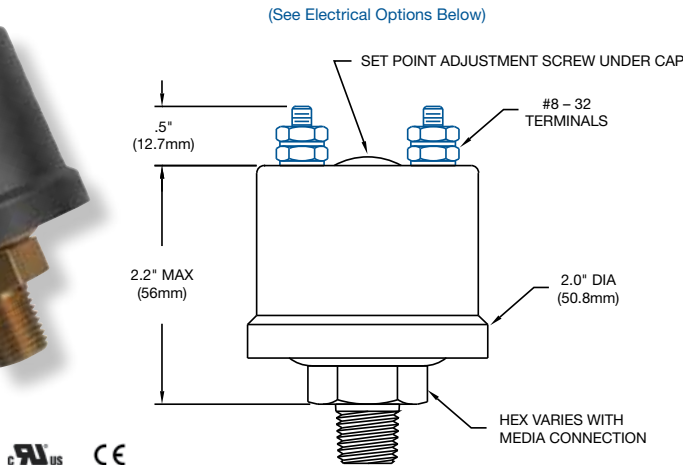 (See Electrical Options Below)
SET POINT ADJUSTMENT SCREW UNDER CAP
.5"
(12.7mm)
#8 – 32
TERMINALS
2.2" MAX
(56mm)
2.0" DIA
(50.8mm)
HEX VARIES WITH
MEDIA CONNECTION
c RU us CE